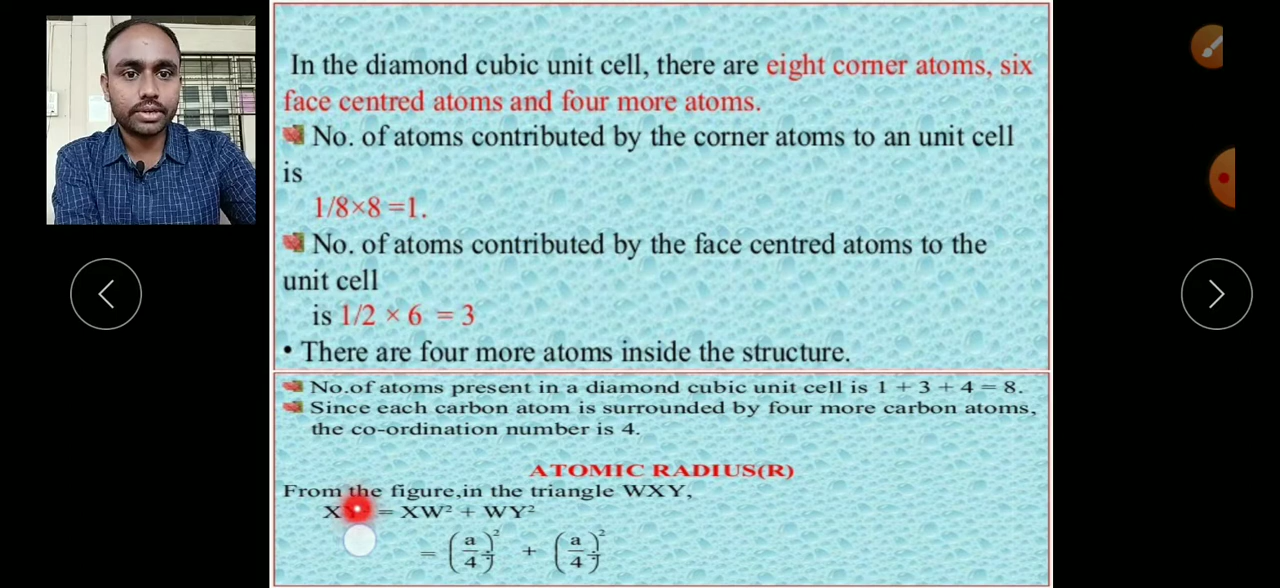 In the diamond cubic unit cell, there are eight corner atoms, six
face centred atoms and four more atoms.
No. of atoms contributed by the corner atoms to an unit cell
is
1/8×8 =1.
No. of atoms contributed by the face centred atoms to the
unit cell
is 1/2 × 6 = 3
• There are four more atoms inside the structure.
No.of atoms present in a diamond cubic unit cell is 1 + 3 + 4 = 8.
Since each carbon atom is surrounded by four more carbon atoms,
the co-ordination number is 4.
ATOMIC RADIUS(R)
From the figure,in the triangle WXY,
= XW² + WY²
= (a/4)² + (a/4)²